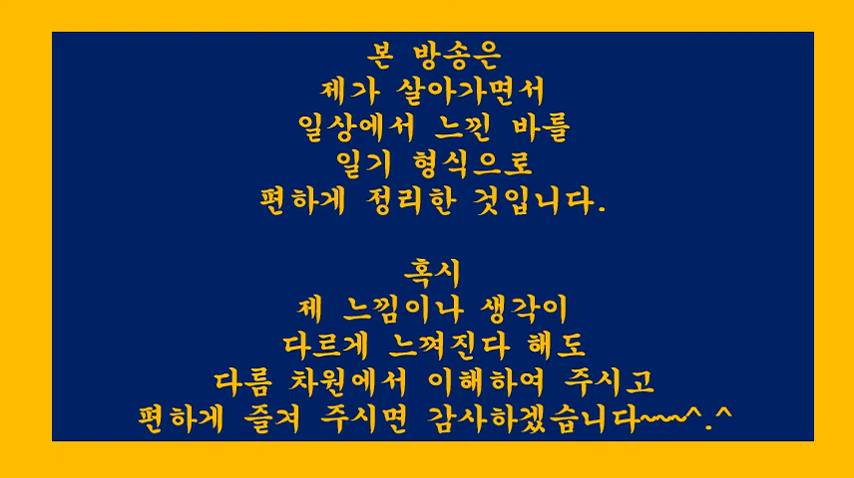 본 방송은
제가 살아가면서
일상에서 느낀 바를
일기 형식으로
편하게 정리한 것입니다.
혹시
제 느낌이나 생각이
다르게 느껴진다 해도
다름 차원에서 이해하여 주시고
편하게 즐겨 주시면 감사하겠습니다~~~^.^